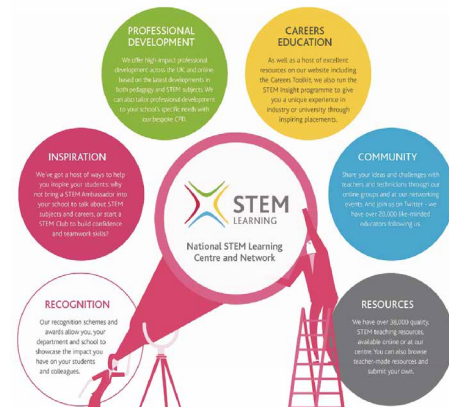 PROFESSIONAL
DEVELOPMENT
We offer high-impact professional
development across the UK and online
based on the latest developments in
both pedagogy and STEM subjects. We
can also tailor professional development
to your school's specific needs with
our bespoke CPD.
CAREERS
EDUCATION
As well as a host of excellent
resources on our website including
the Careers Toolkit, we also run the
STEM Insight programme to give
you a unique experience in
industry or university through
inspiring placements.
INSPIRATION
We've got a host of ways to help
you inspire your students: why
not bring a STEM Ambassador into
your school to talk about STEM
subjects and careers, or start a
STEM Club to build confidence
and teamwork skills?
STEM
LEARNING
National STEM Learning
Centre and Network
COMMUNITY
Share your ideas and challenges with
teachers and technicians through our
online groups and at our networking
events. And join us on Twitter - we
have over 20,000 like-minded
educators following us.
RECOGNITION
Our recognition schemes and
awards allow you, your
department and school to
showcase the impact you
have on your students
and colleagues.
RESOURCES
We have over 36,000 quality
STEM teaching resources,
available online or at our
centre. You can also browse
teacher-made resources and
submit your own.